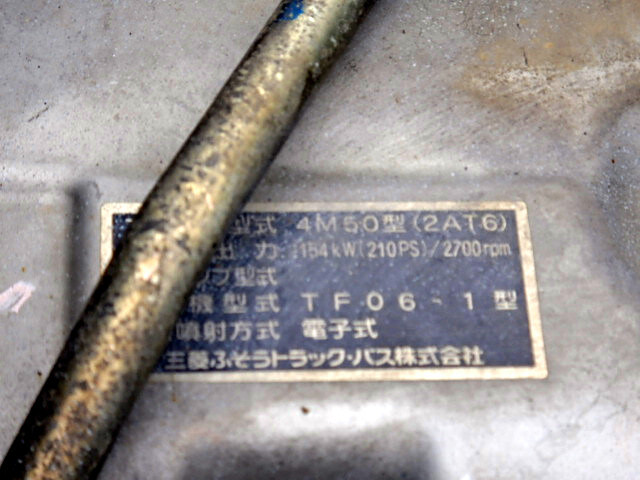 型式 4M50型(2AT6)
出力 154kW(210PS)/2700rpm
プ型式
機型式 TF06-1型
噴射方式 電子式
三菱ふそうトラック・バス株式会社